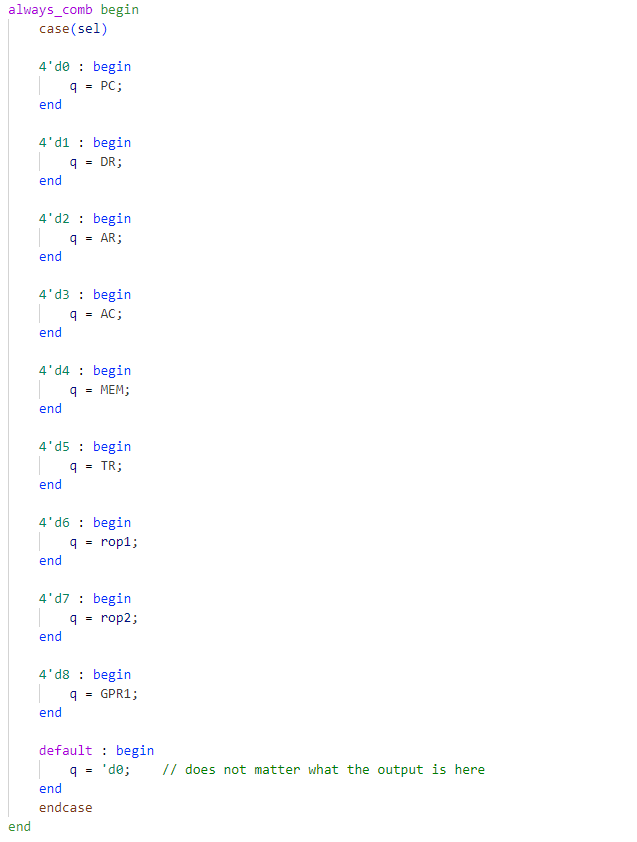 always_comb begin
case(sel)
4'd0 : begin
q = PC;
end
4'd1 : begin
q = DR;
end
4'd2 : begin
q = AR;
end
4'd3 : begin
q = AC;
end
4'd4 : begin
q = MEM;
end
4'd5 : begin
q = TR;
end
4'd6 : begin
q = rop1;
end
4'd7 : begin
q = rop2;
end
4'd8 : begin
q = GPR1;
end
default : begin
q = 'd0;    // does not matter what the output is here
end
endcase
end